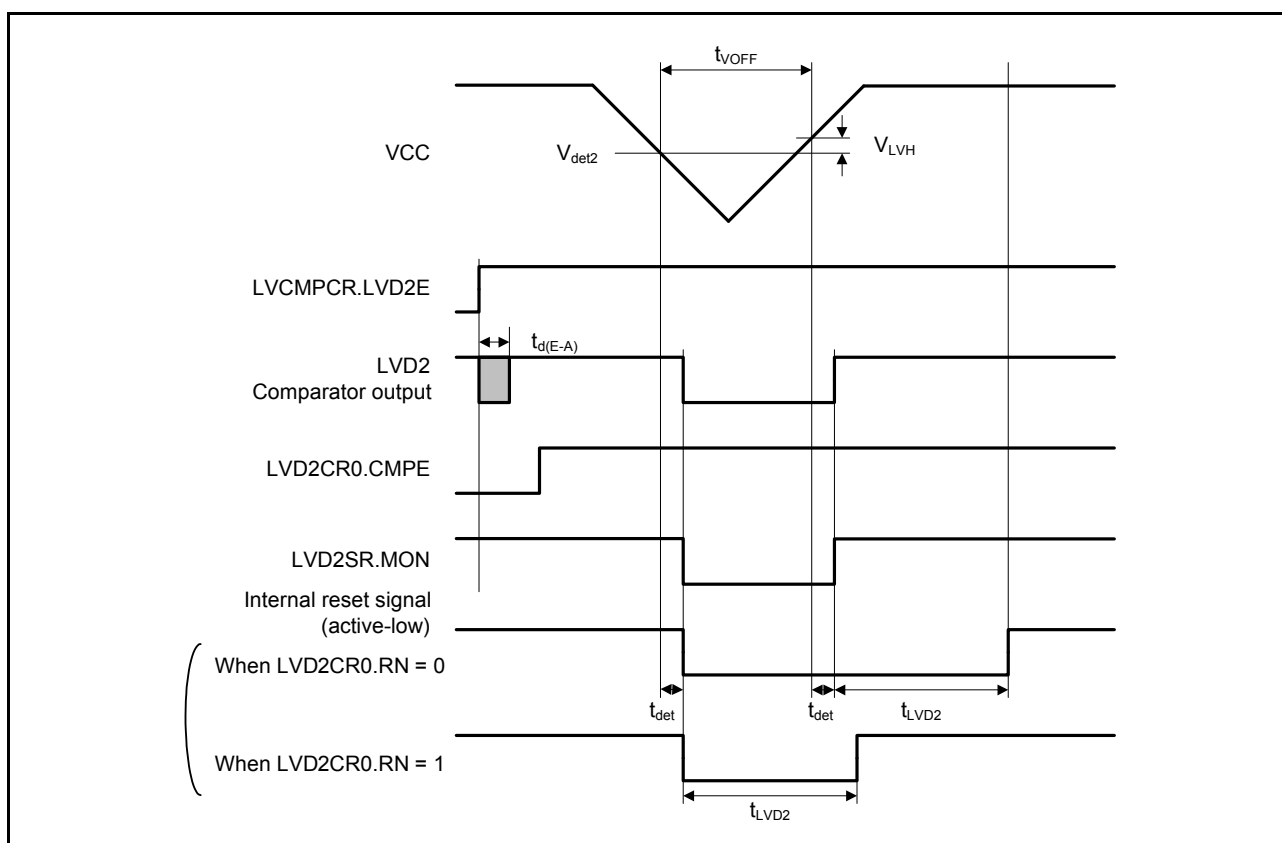 tVOFF
VCC
Vdet2
VLVH
LVCMPCR.LVD2E
td(E-A)
LVD2
Comparator output
LVD2CR0.CMPE
LVD2SR.MON
Internal reset signal
(active-low)
When LVD2CR0.RN = 0
tdet
tdet
tLVD2
When LVD2CR0.RN = 1
tLVD2